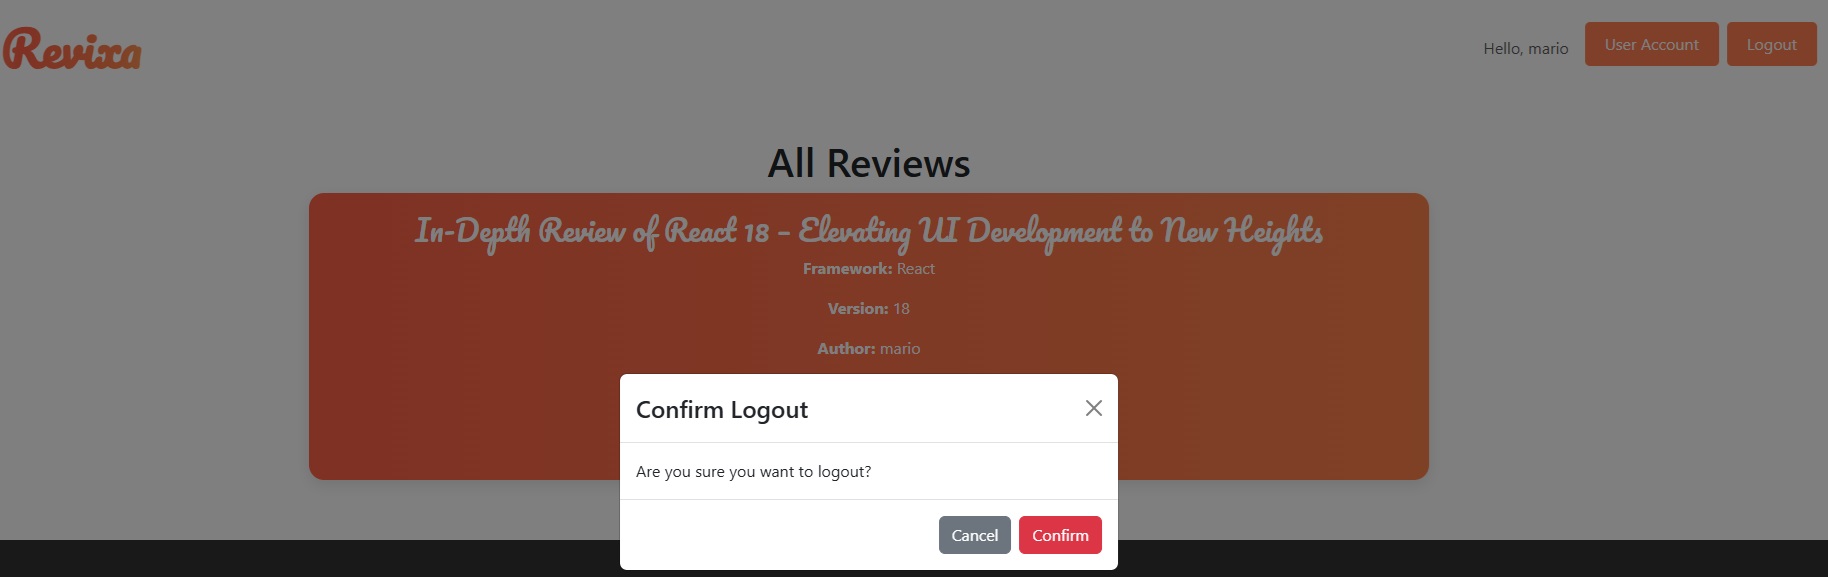 Revixa
Hello, mario
User Account
Logout
All Reviews
In-Depth Review of React 18 – Elevating UI Development to New Heights
Framework: React
Version: 18
Author: mario
Confirm Logout
Are you sure you want to logout?
Cancel
Confirm